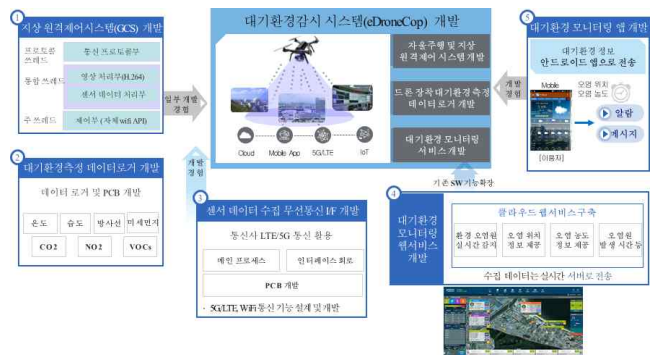 1
지상 원격제어시스템(GCS) 개발
프로토콜
쓰레드
통신 프로토콜부
통합 쓰레드
영상 처리부(H.264)
센서 데이터 처리부
주 쓰레드
제어부 (자체wifi API)
일부 개발
경험
2
대기환경측정 데이터로거 개발
데이터 로거 및 PCB 개발
온도
습도
방사선
미세먼지
CO2
NO2
VOCs
대기환경감시 시스템(eDroneCop) 개발
Cloud
Mobile App
5G/LTE
IoT
자율주행 및 지상
원격제어 시스템개발
드론 장착 대기환경측정
데이터 로거 개발
대기환경 모니터링
서비스 개발
개발
경험
3
센서 데이터 수집 무선통신 I/F 개발
통신사 LTE/5G 통신 활용
메인 프로세스
인터페이스 회로
PCB 개발
· 5G/LTE, WiFi 통신 기능 설계 및 개발
기존 SW 기능확장
4
대기환경
모니터링
웹서비스
개발
클라우드 웹서비스구축
환경 오염원
실시간 감지
오염 위치
정보 제공
오염 농도
정보 제공
오염원
발생 시간 등
수집 데이터는 실시간 서버로 전송
개발
경험
5
대기환경 모니터링 앱 개발
대기환경 정보
안드로이드 앱으로 전송
Mobile
오염 위치
오염 농도
알람
메시지
[이용자]